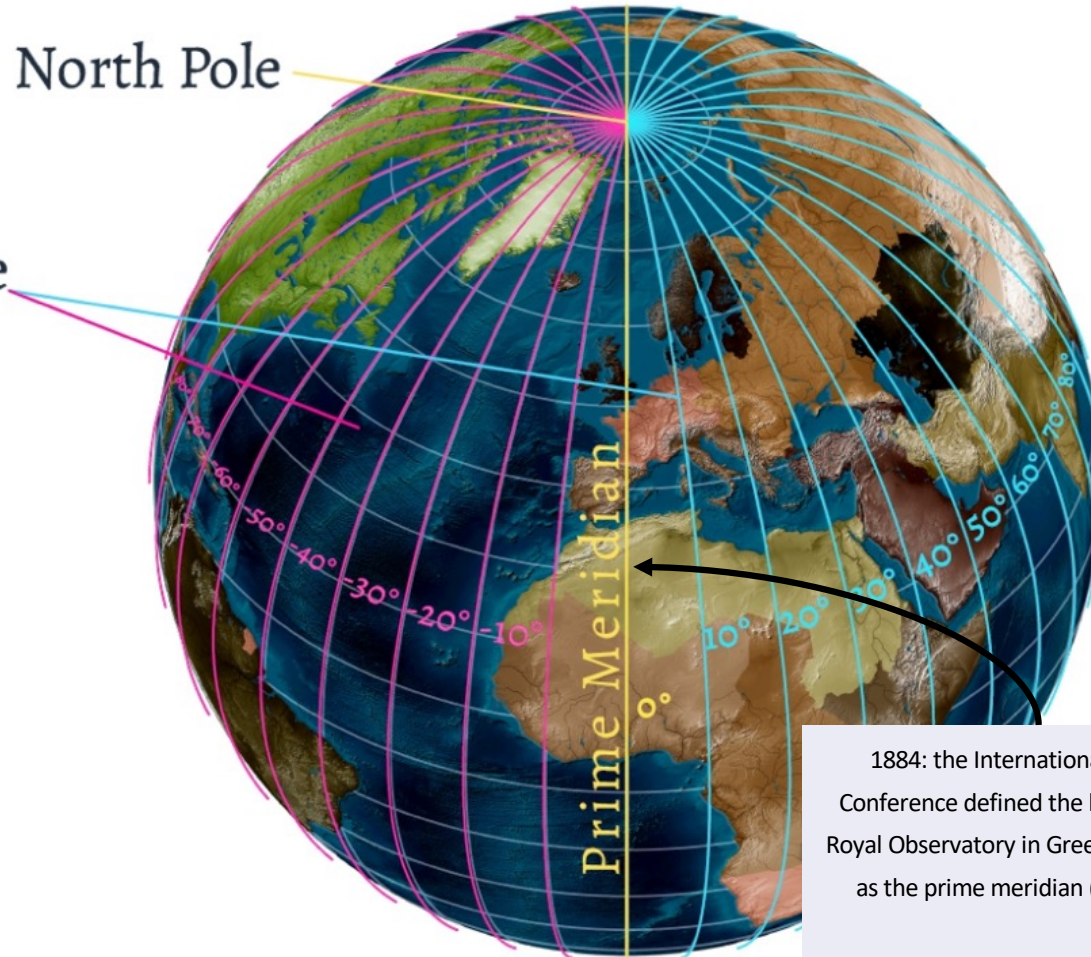 North Pole
-60°
-50°
-40°
-30°
-20°
-10°
10°
20°
30°
40°
50°
60°
70°
80°
Prime Meridian
0°
1884: the Internation
Conference defined the
Royal Observatory in Gree
as the prime meridian (